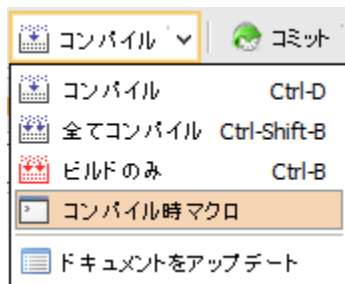 コンパイル コミット
コンパイル Ctrl-D
全てコンパイル Ctrl-Shift-B
ビルドのみ Ctrl-B
コンパイル時マクロ
ドキュメントをアップデート